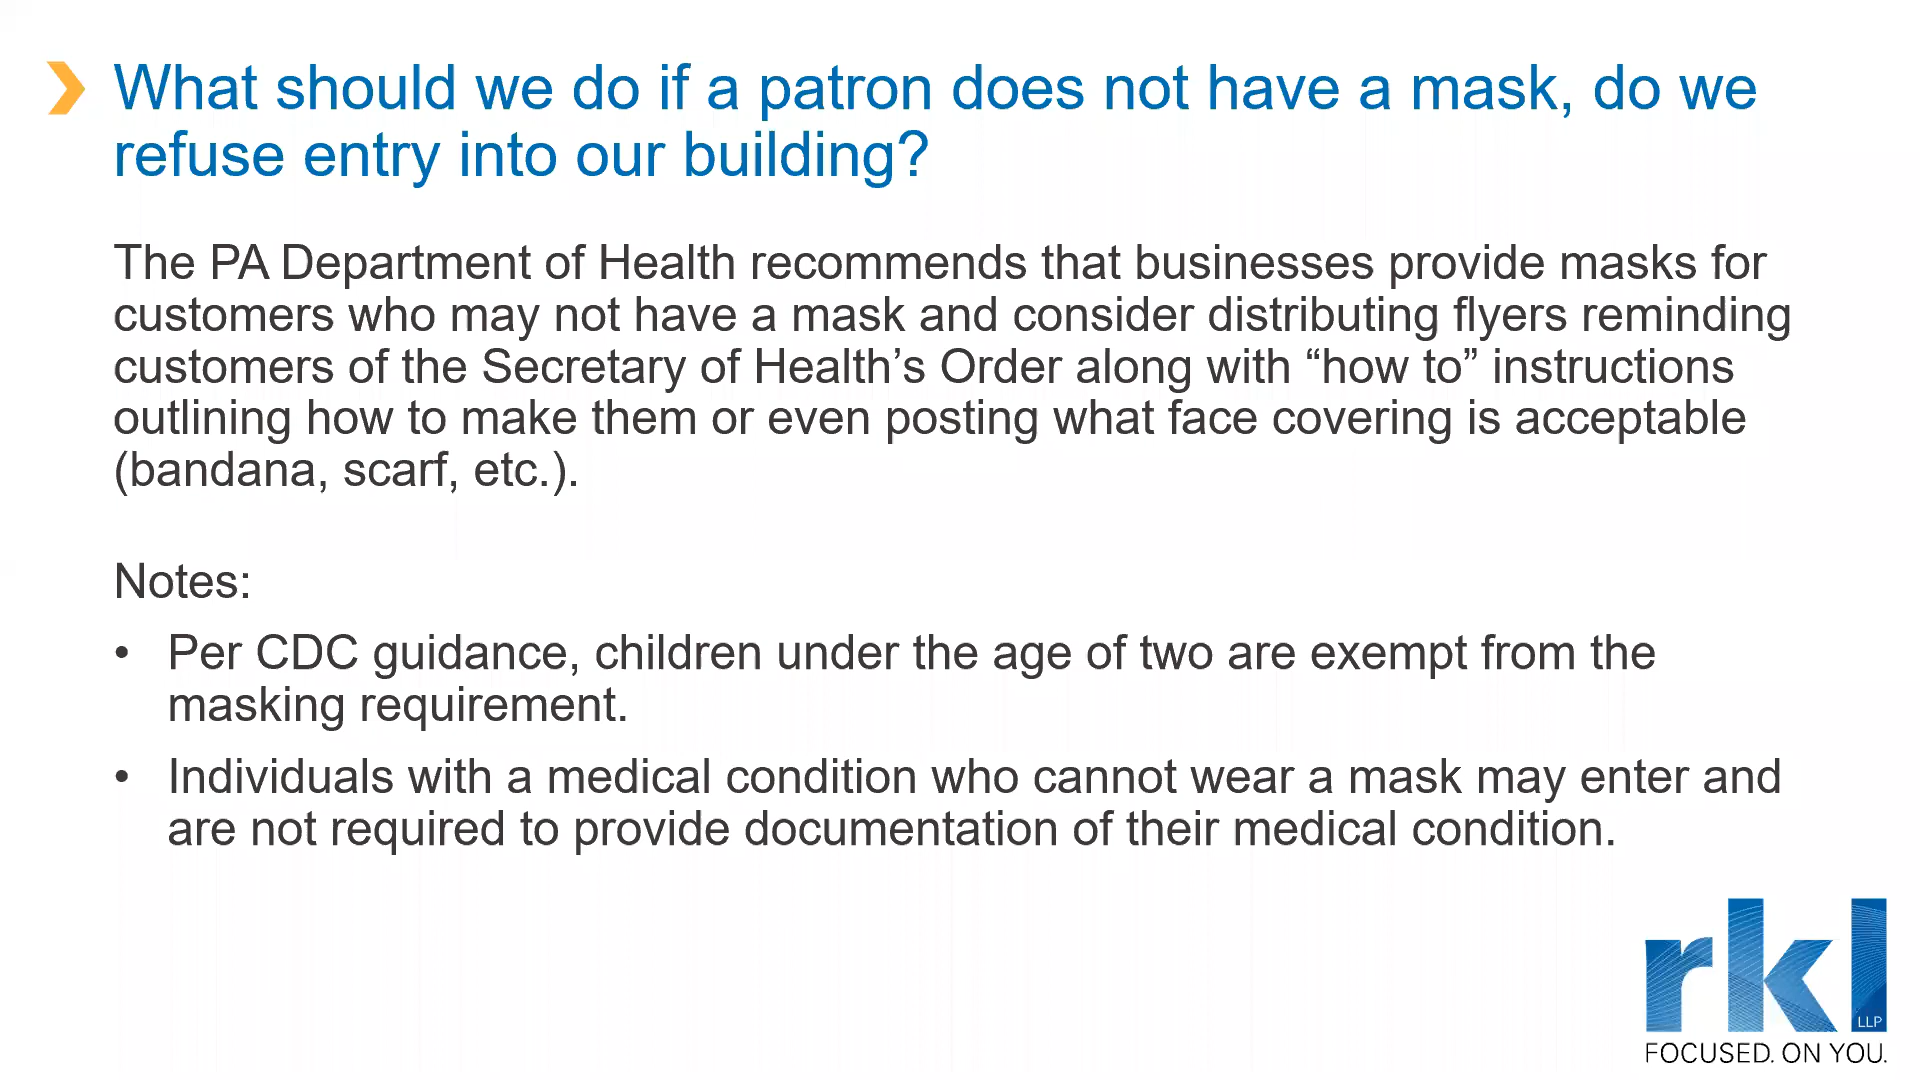 What should we do if a patron does not have a mask, do we
refuse entry into our building?
The PA Department of Health recommends that businesses provide masks for
customers who may not have a mask and consider distributing flyers reminding
customers of the Secretary of Health’s Order along with “how to” instructions
outlining how to make them or even posting what face covering is acceptable
(bandana, scarf, etc.).
Notes:
• Per CDC guidance, children under the age of two are exempt from the
masking requirement.
• Individuals with a medical condition who cannot wear a mask may enter and
are not required to provide documentation of their medical condition.
rkl
LLP
FOCUSED. ON YOU.